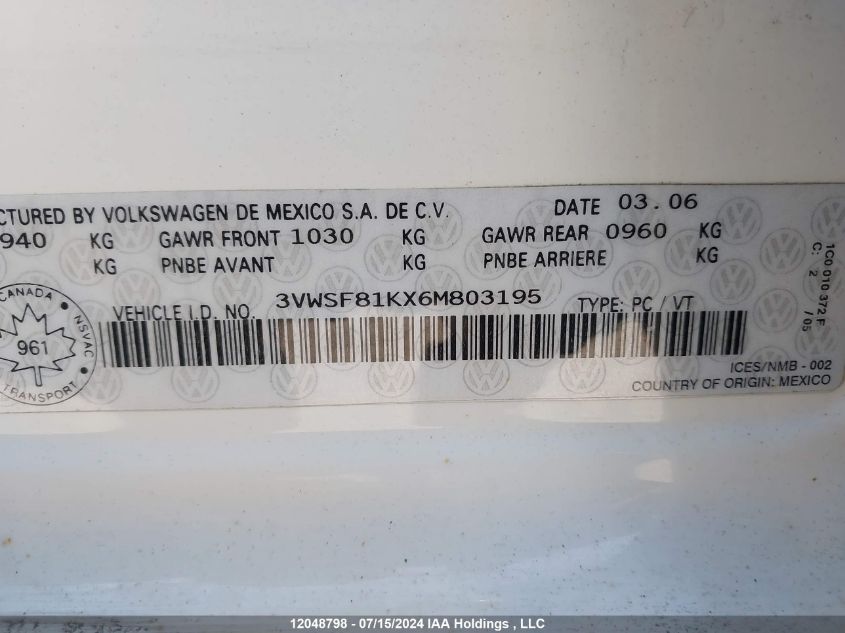 CTURED BY VOLKSWAGEN DE MEXICO S.A. DE C.V. DATE 03.06
940 KG GAWR FRONT 1030 KG GAWR REAR 0960 KG
KG PNBE AVANT KG PNBE ARRIERE KG
VEHICLE I.D. NO. 3VWSF81KX6M803195 TYPE: PC / VT
CANADA
NSVAC
961
TRANSPORT
1C0 010 372 F
C: 2 / 05
ICES/NMB - 002
COUNTRY OF ORIGIN: MEXICO
12048798 - 07/15/2024 IAA Holdings , LLC